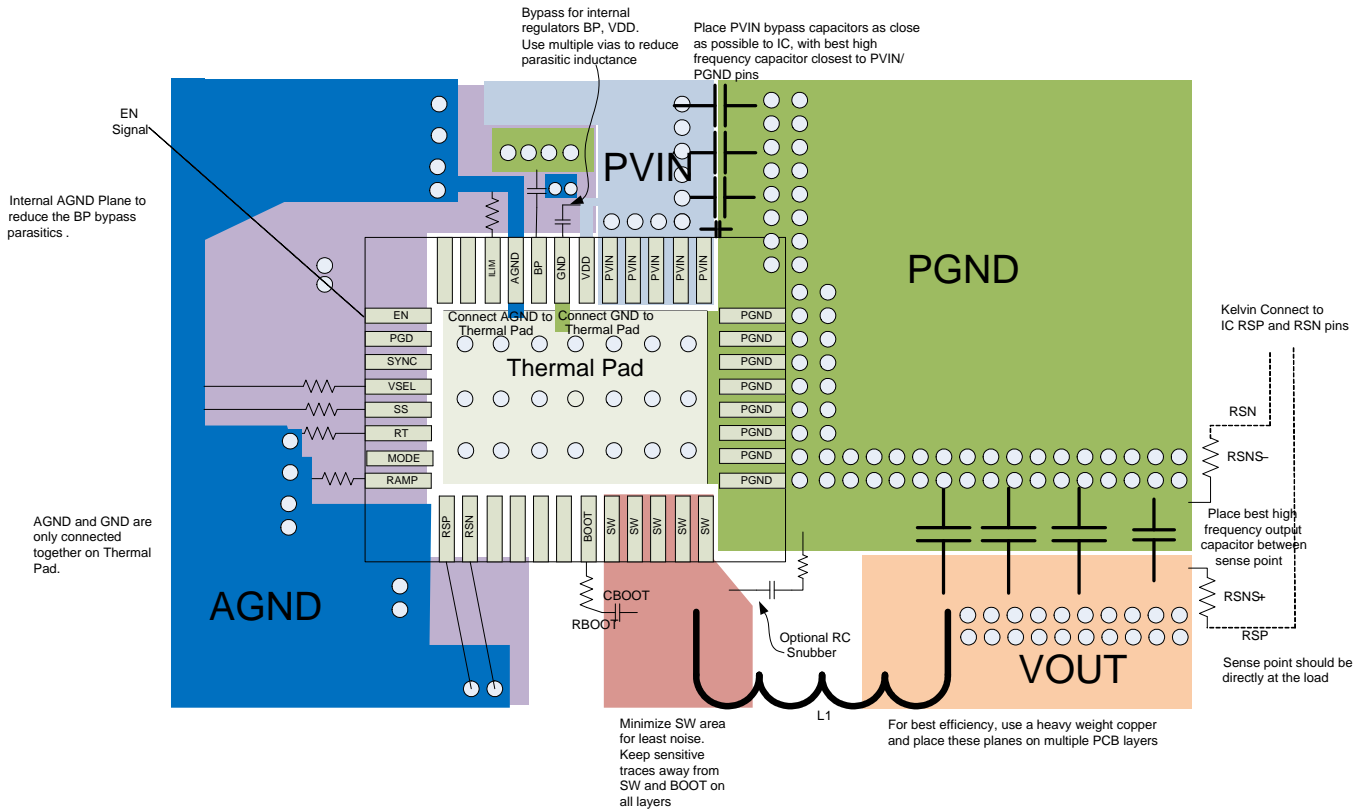 Bypass for internal
regulators BP, VDD.
Use multiple vias to reduce
parasitic inductance
Place PVIN bypass capacitors as close
as possible to IC, with best high
frequency capacitor closest to PVIN/
PGND pins
EN
Signal
Internal AGND Plane to
reduce the BP bypass
parasitics .
PVIN
PGND
ILIM
AGND
BP
GND
VDD
PVIN
PVIN
PVIN
PVIN
PVIN
EN
PGD
SYNC
VSEL
SS
RT
MODE
RAMP
Connect AGND to
Thermal Pad
Connect GND to
Thermal Pad
Thermal Pad
PGND
PGND
PGND
PGND
PGND
PGND
PGND
PGND
Kelvin Connect to
IC RSP and RSN pins
RSN
RSNS–
Place best high
frequency output
capacitor between
sense point
RSNS+
RSP
Sense point should be
directly at the load
AGND and GND are
only connected
together on Thermal
Pad.
RSP
RSN
BOOT
SW
SW
SW
SW
SW
AGND
CBOOT
RBOOT
Optional RC
Snubber
VOUT
L1
Minimize SW area
for least noise.
Keep sensitive
traces away from
SW and BOOT on
all layers
For best efficiency, use a heavy weight copper
and place these planes on multiple PCB layers